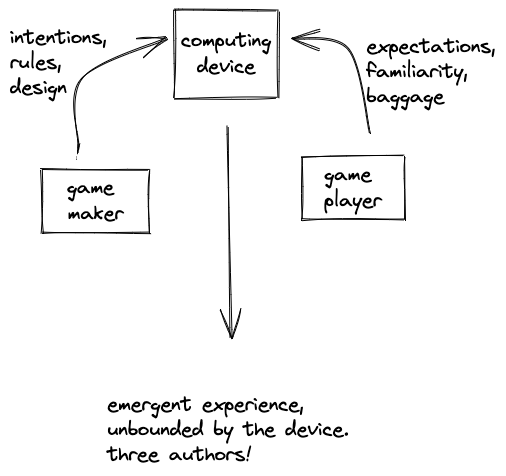 intentions,
rules,
design
computing
device
expectations,
familiarity,
baggage
game
maker
game
player
emergent experience,
unbounded by the device.
three authors!